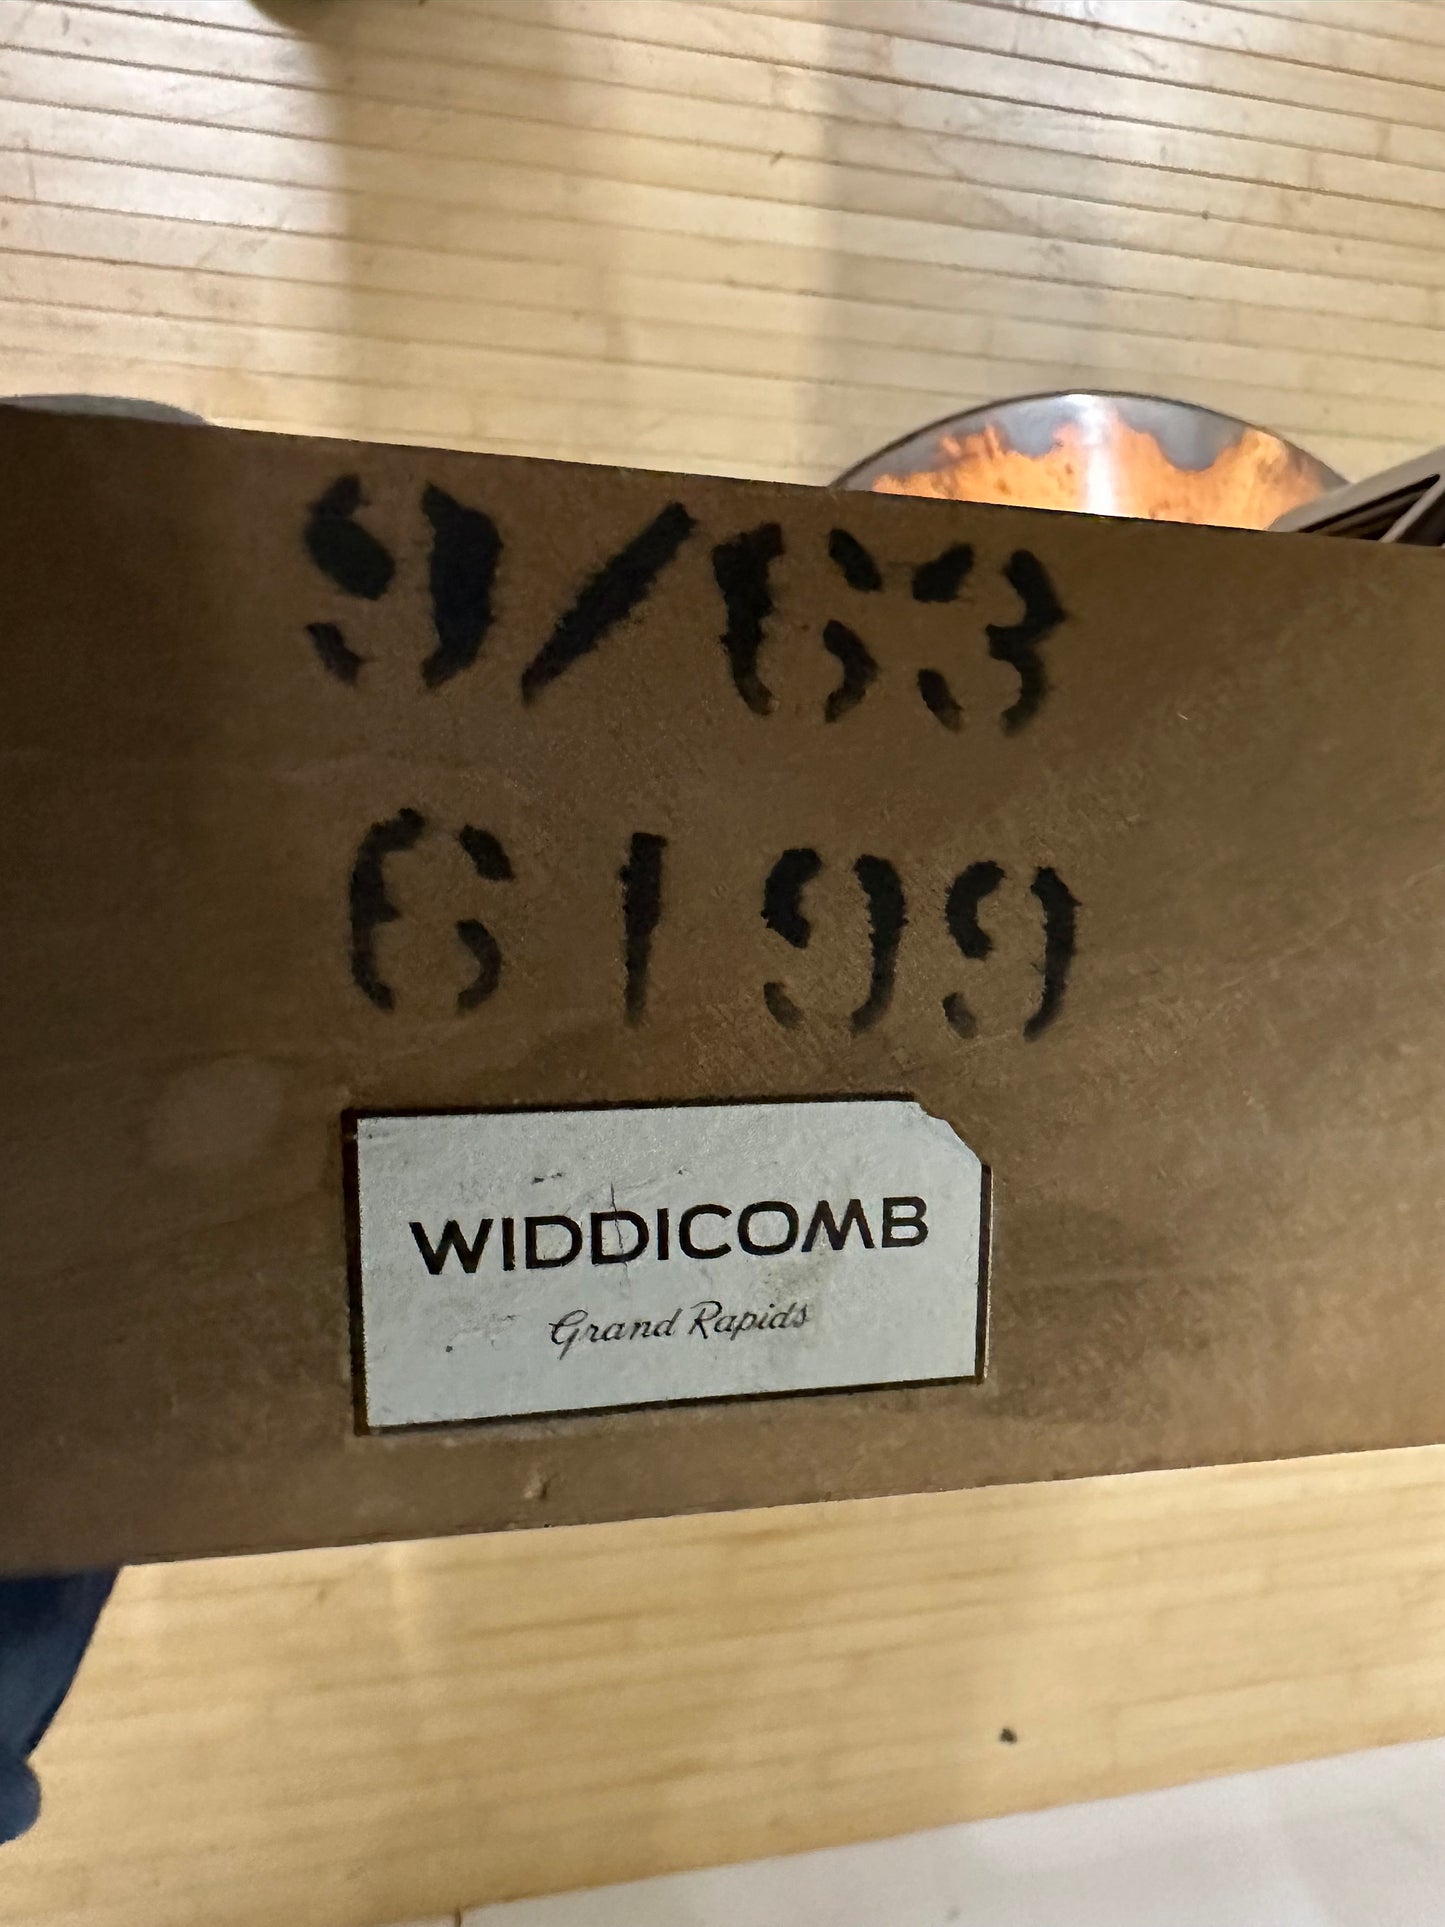 9/63
6199
WIDDICOMB
Grand Rapids